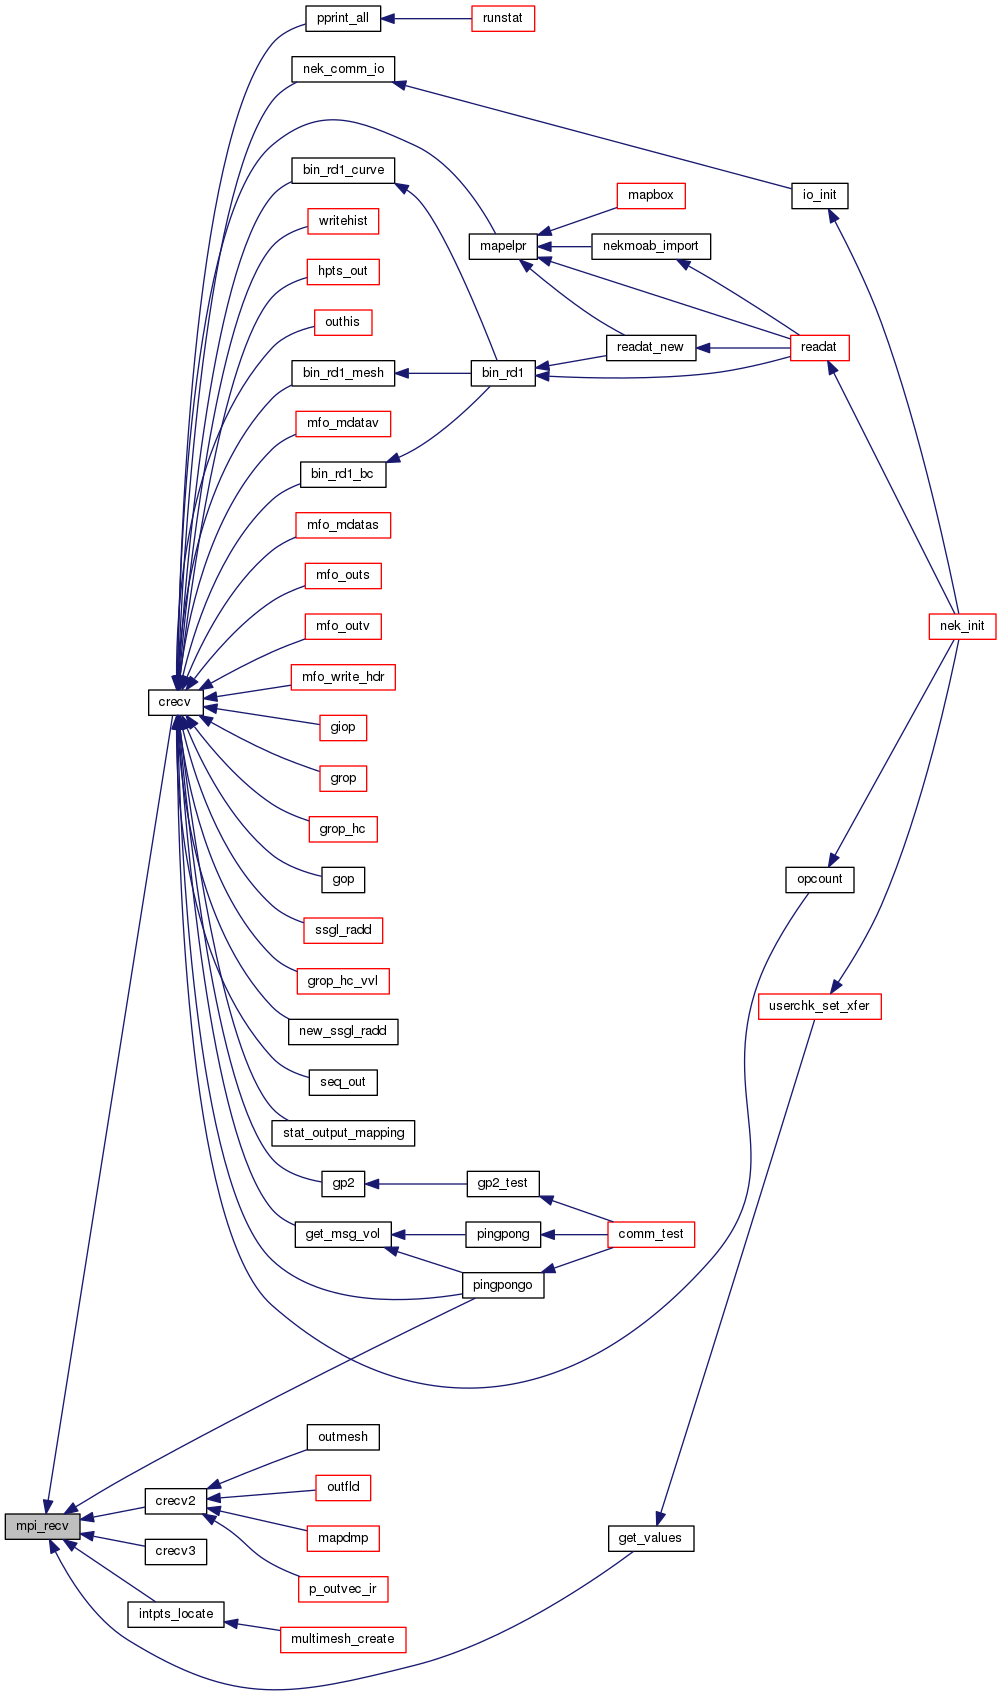 pprint_all
runstat
nek_comm_io
bin_rd1_curve
io_init
mapbox
writehist
mapelpr
nekmoab_import
hpts_out
outhis
readat_new
readat
bin_rd1_mesh
bin_rd1
mfo_mdatav
bin_rd1_bc
mfo_mdatas
mfo_outs
mfo_outv
nek_init
mfo_write_hdr
crecv
giop
grop
grop_hc
gop
opcount
ssgl_radd
grop_hc_vvl
userchk_set_xfer
new_ssgl_radd
seq_out
stat_output_mapping
gp2
gp2_test
get_msg_vol
pingpong
comm_test
pingpongo
outmesh
outfld
crecv2
mpi_recv
mapdmp
get_values
crecv3
p_outvec_ir
intpts_locate
multimesh_create